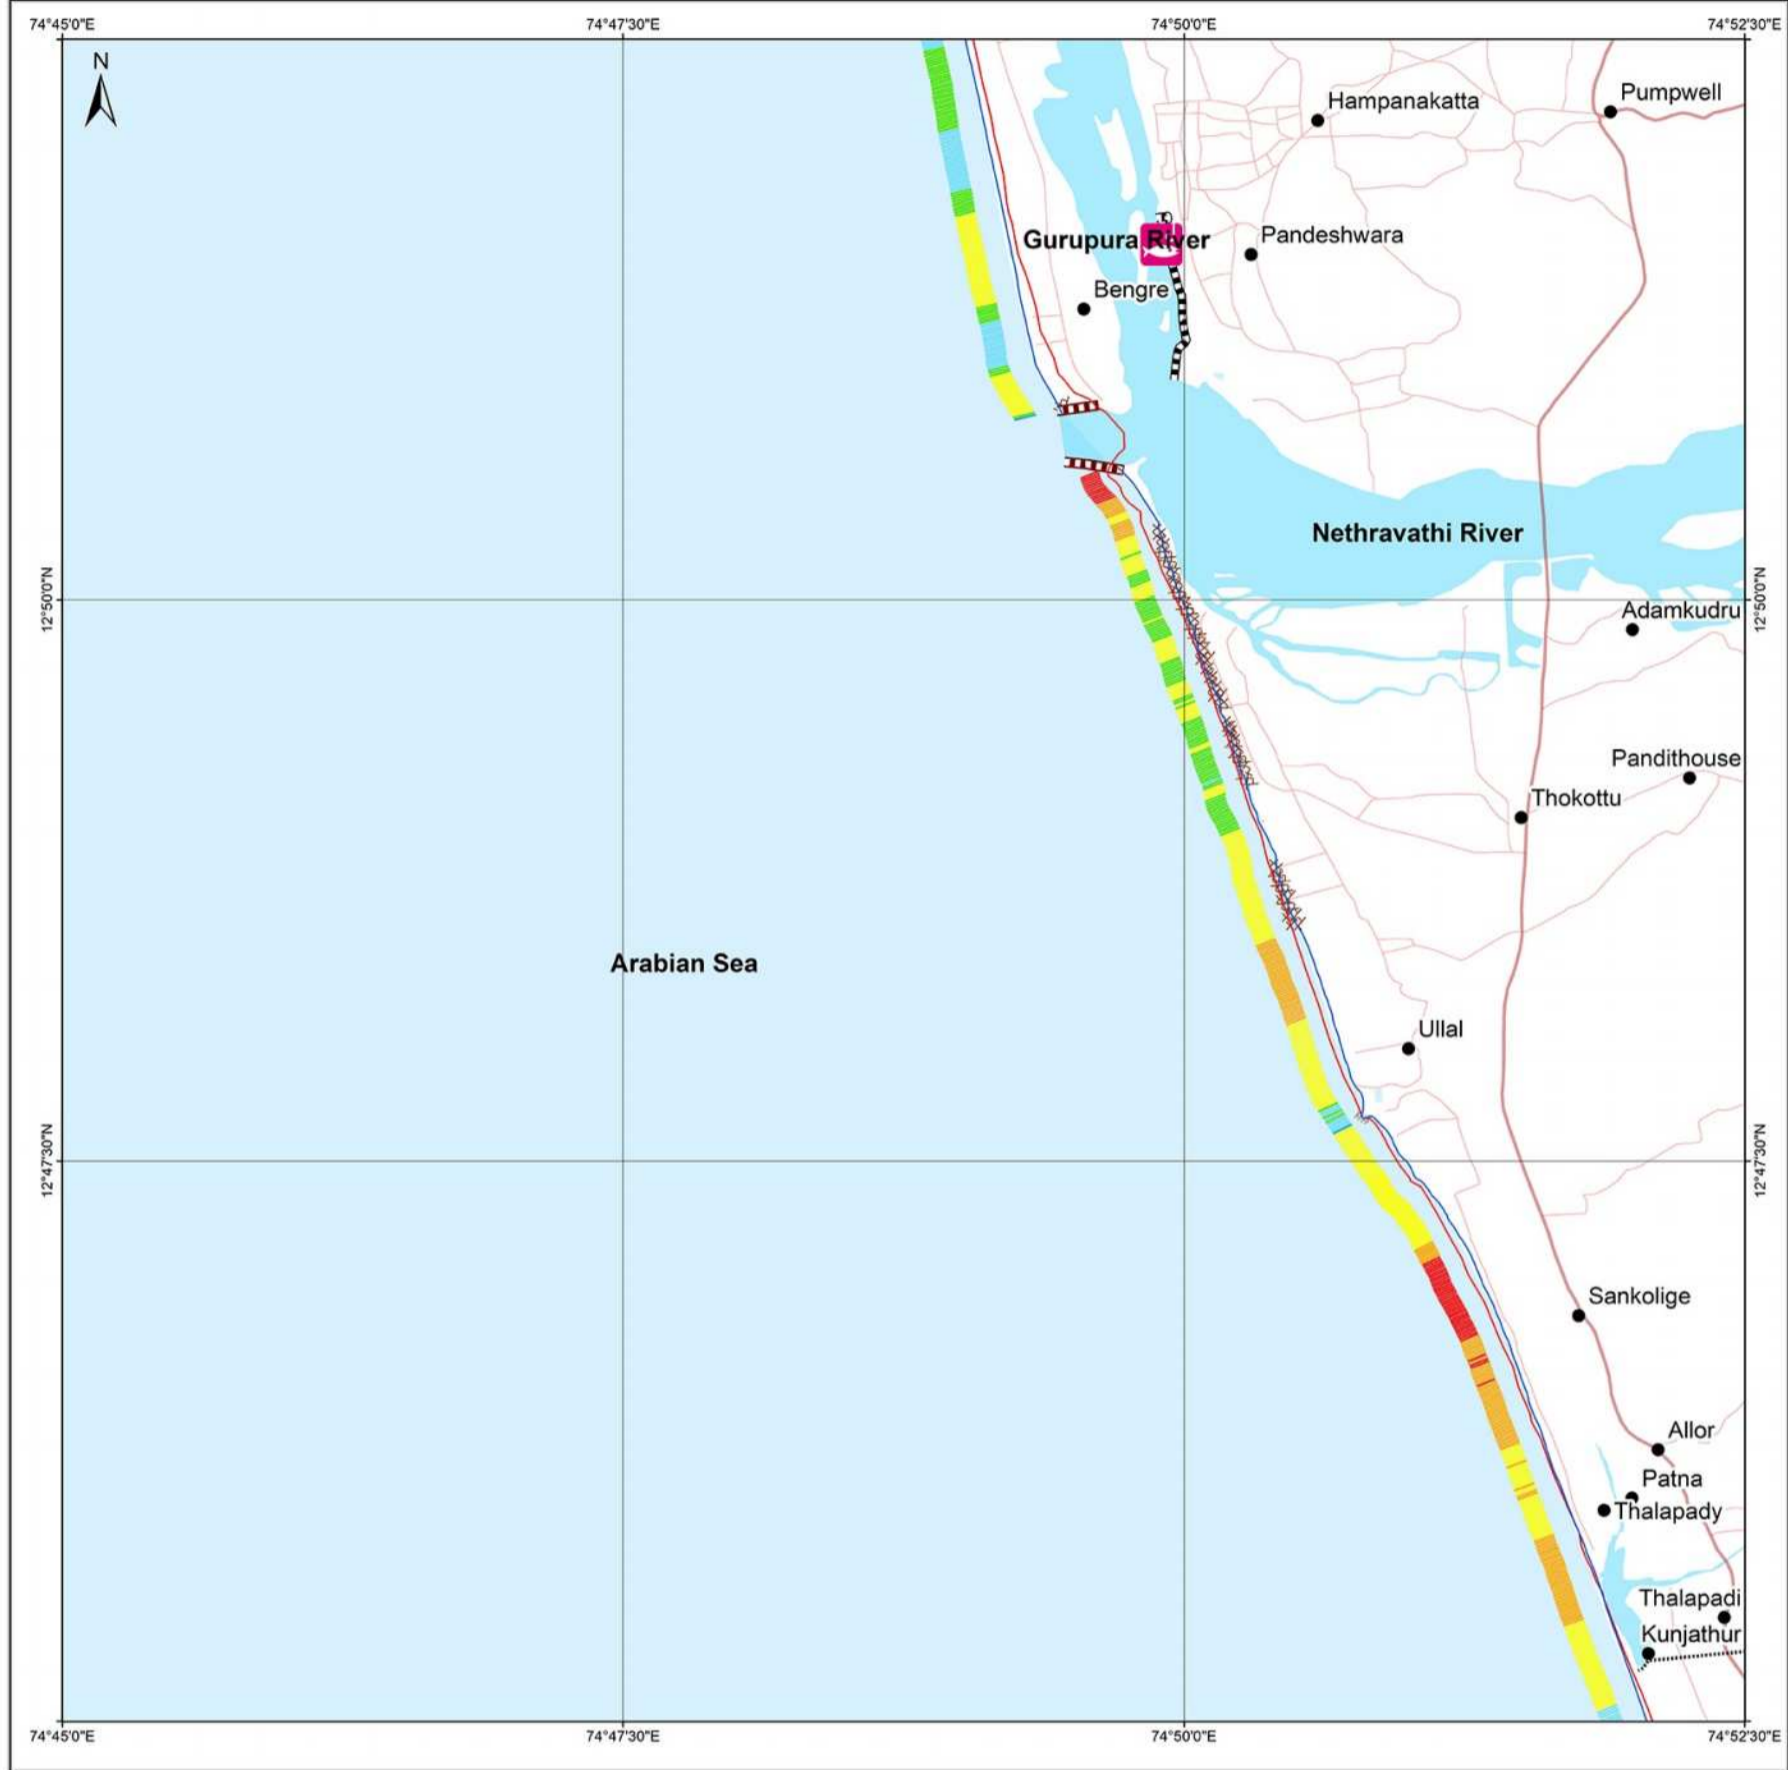 74°45'0"E 74°47'30"E 74°50'0"E 74°52'30"E
N
Pumpwell
Hampanakatta
Pandeshwara
Gurupura River
Bengre
Nethravathi River
12°50'0"N 12°50'0"N
Adamkudru
Pandithouse
Thokottu
Arabian Sea
Ullal
12°47'30"N 12°47'30"N
Sankolige
Allor
Patna
Thalapady
Thalapadi
Kunjathur
74°45'0"E 74°47'30"E 74°50'0"E 74°52'30"E